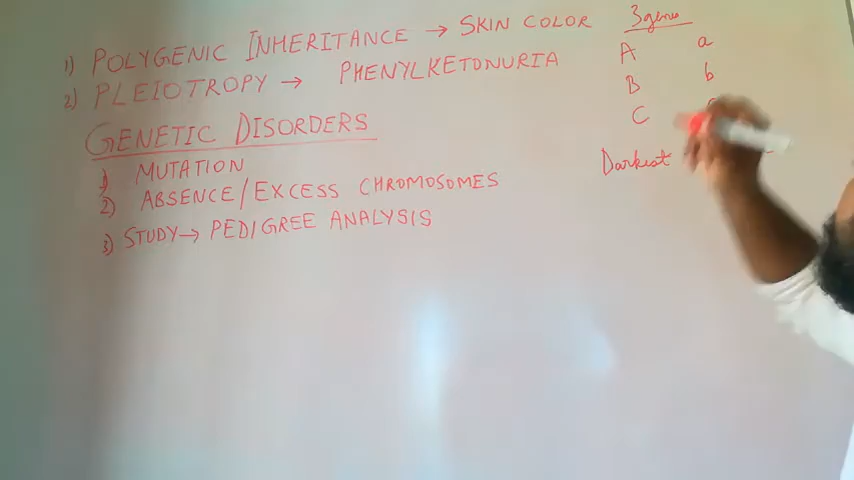 1) POLYGENIC INHERITANCE → SKIN COLOR
2) PLEIOTROPY → PHENYLKETONURIA
GENETIC DISORDERS
1) MUTATION
2) ABSENCE/EXCESS CHROMOSOMES
3) STUDY → PEDIGREE ANALYSIS
3 genes
A a
B b
C
Darkest